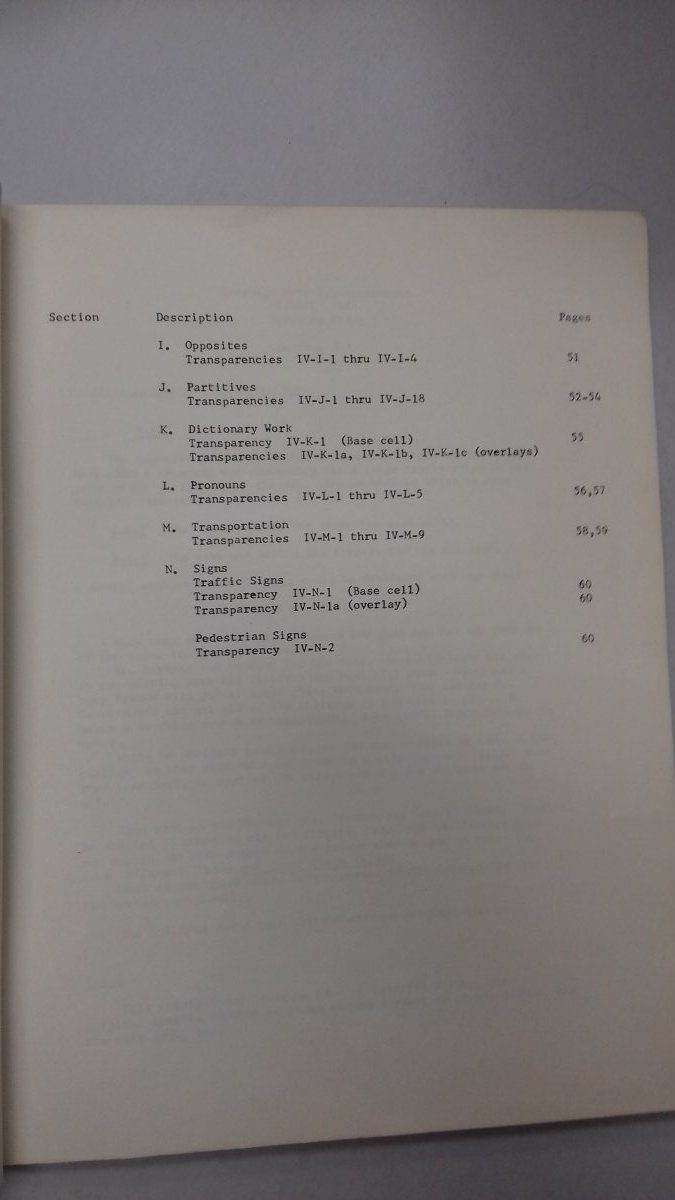 Section Description Pages
I. Opposites
Transparencies IV-I-1 thru IV-I-4 51
J. Partitives
Transparencies IV-J-1 thru IV-J-18 52-54
K. Dictionary Work
Transparency IV-K-1 (Base cell) 55
Transparencies IV-K-1a, IV-K-1b, IV-K-1c (overlays)
L. Pronouns
Transparencies IV-L-1 thru IV-L-5 56,57
M. Transportation
Transparencies IV-M-1 thru IV-M-9 58,59
N. Signs
Traffic Signs 60
Transparency IV-N-1 (Base cell) 60
Transparency IV-N-1a (overlay)
Pedestrian Signs 60
Transparency IV-N-2